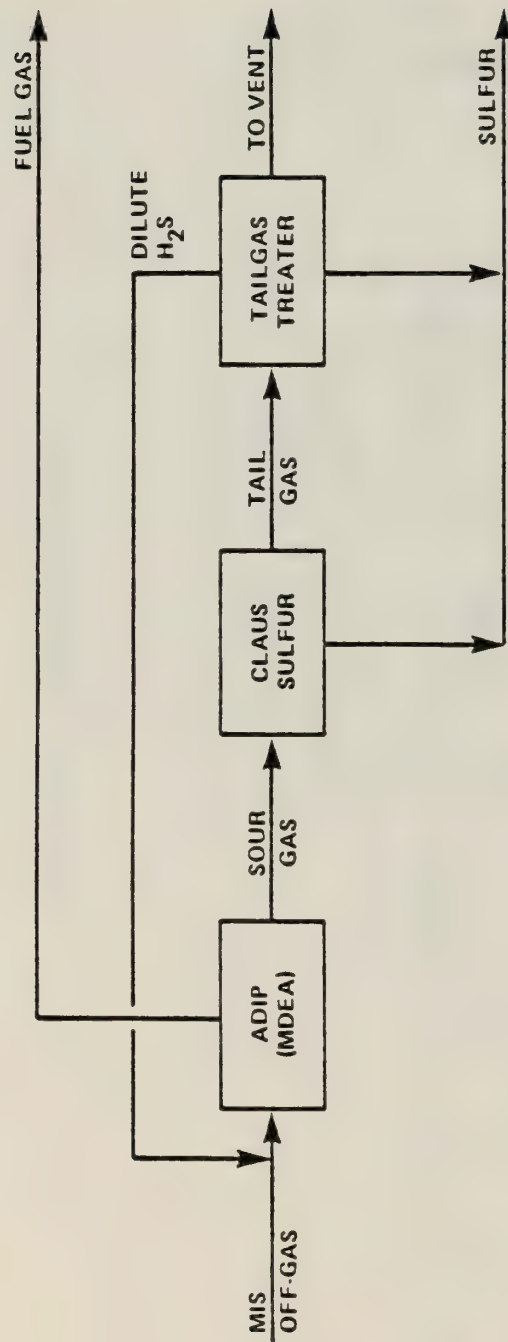 MIS
OFF-GAS
ADIP
(MDEA)
SOUR
GAS
CLAUS
SULFUR
TAIL
GAS
TAILGAS
TREATER
DILUTE
H₂S
FUEL GAS
TO VENT
SULFUR